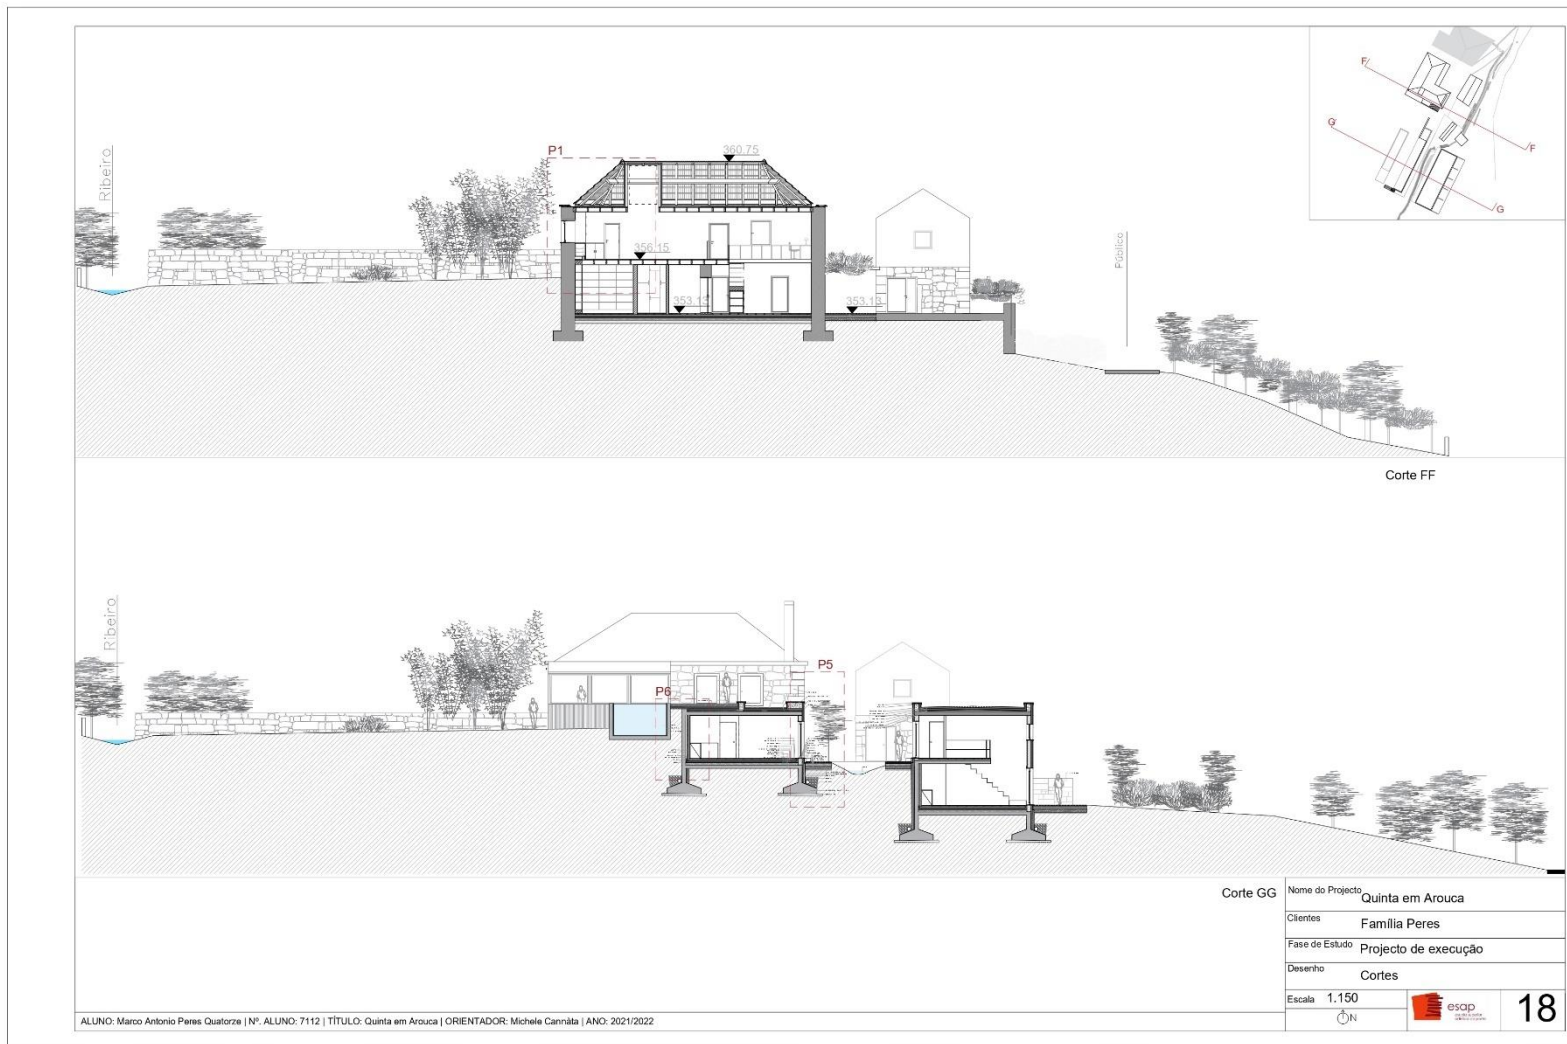 F'
G'
F
G
Ribeiro
P1
360.75
356.15
353.13
353.13
Público
Corte FF
Ribeiro
P5
P6
Corte GG
Nome do Projecto Quinta em Arouca
Clientes Família Peres
Fase de Estudo Projecto de execução
Desenho Cortes
Escala 1.150
N
esap
18
ALUNO: Marco Antonio Peres Quatorze | Nº. ALUNO: 7112 | TÍTULO: Quinta em Arouca | ORIENTADOR: Michele Cannàta | ANO: 2021/2022